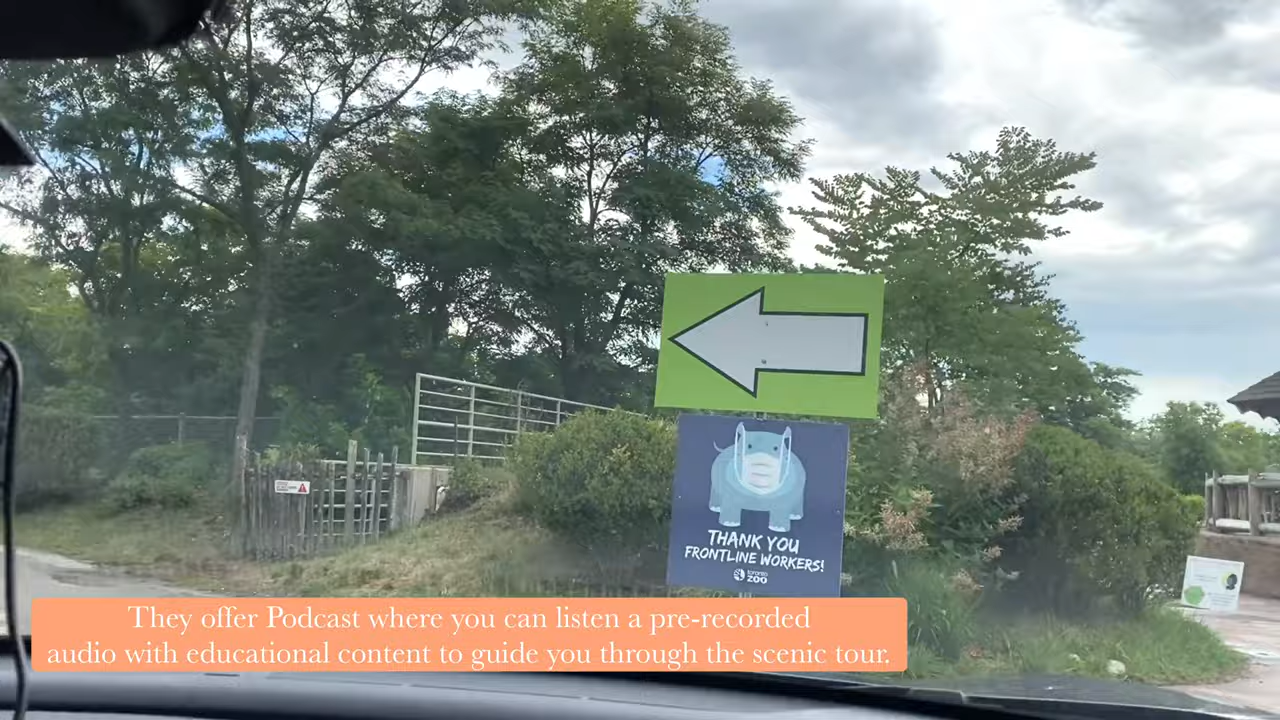 THANK YOU
FRONTLINE WORKERS!
toronto
ZOO
They offer Podcast where you can listen a pre-recorded
audio with educational content to guide you through the scenic tour.